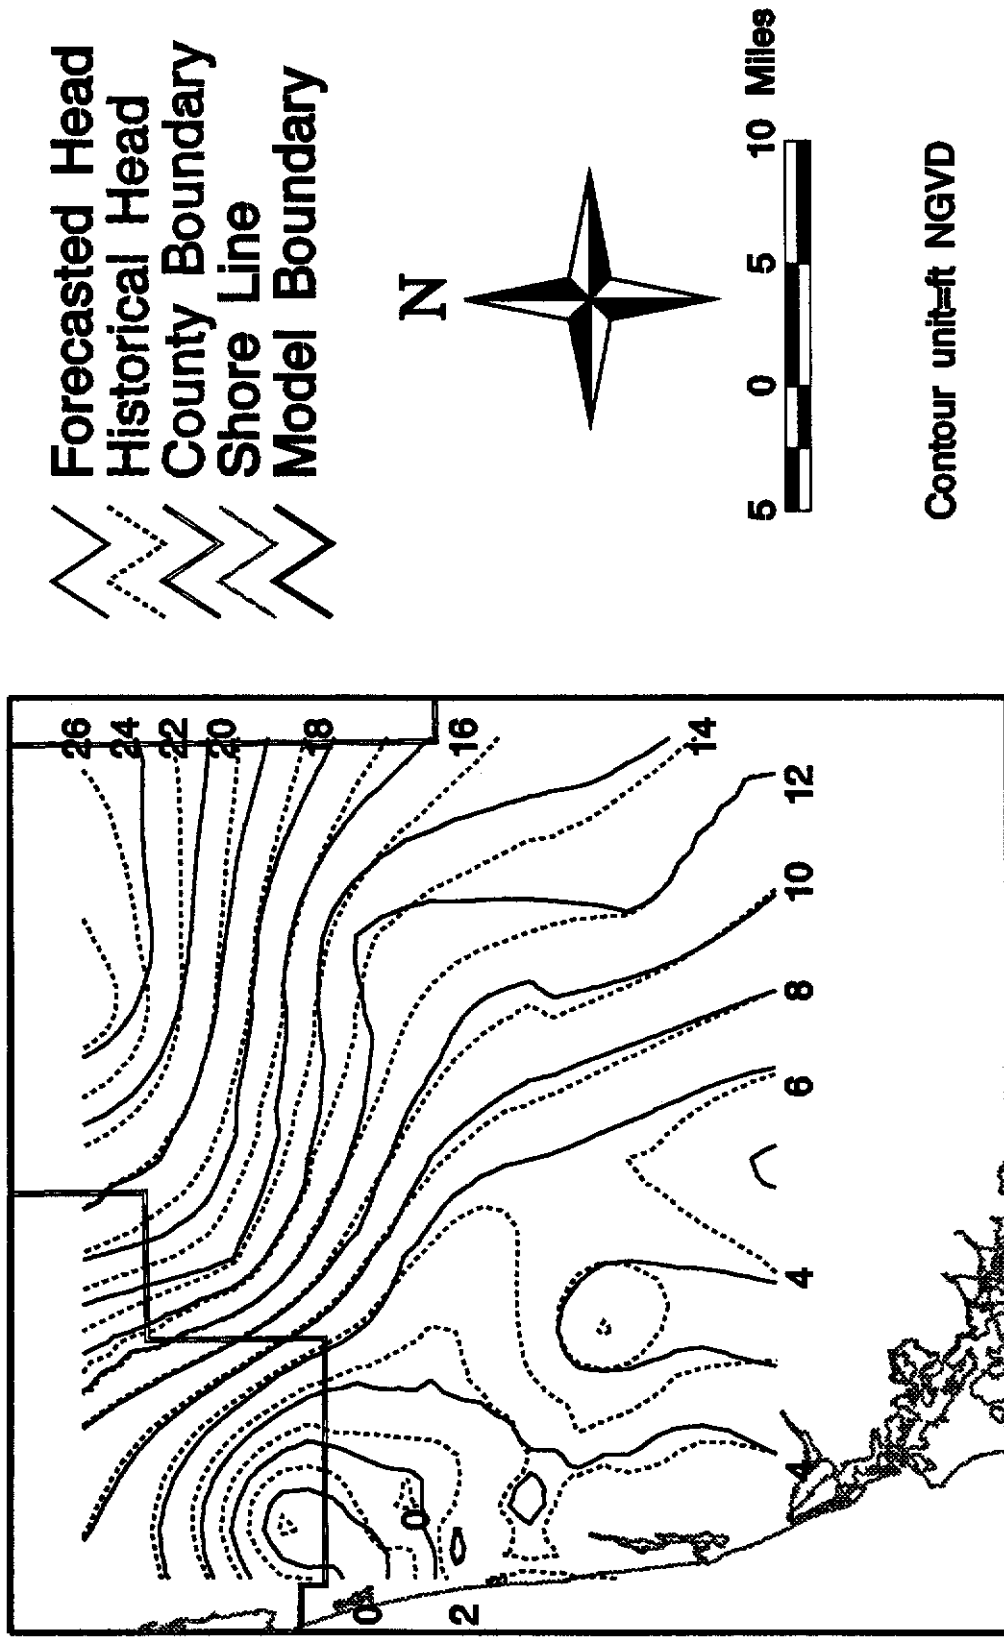 Forecasted Head
Historical Head
County Boundary
Shore Line
Model Boundary
N
5 0 5 10 Miles
Contour unit=ft NGVD
26
24
22
20
18
16
14
12
10
8
6
4
4
0
0
2